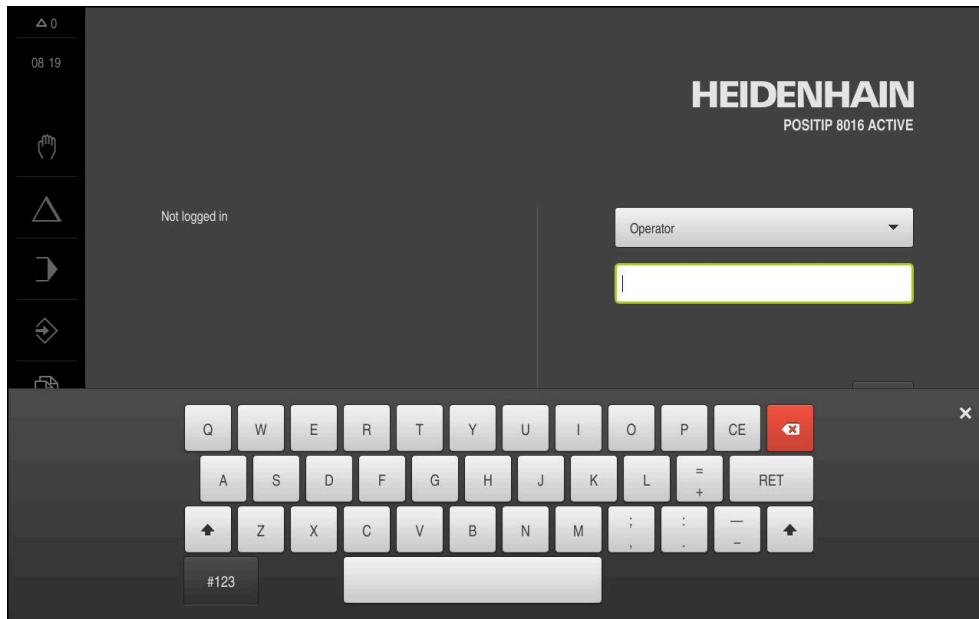 0
08 19
HEIDENHAIN
POSITIP 8016 ACTIVE
Not logged in
Operator
Q W E R T Y U I O P CE
A S D F G H J K L = + RET
Z X C V B N M ; , : . — –
#123